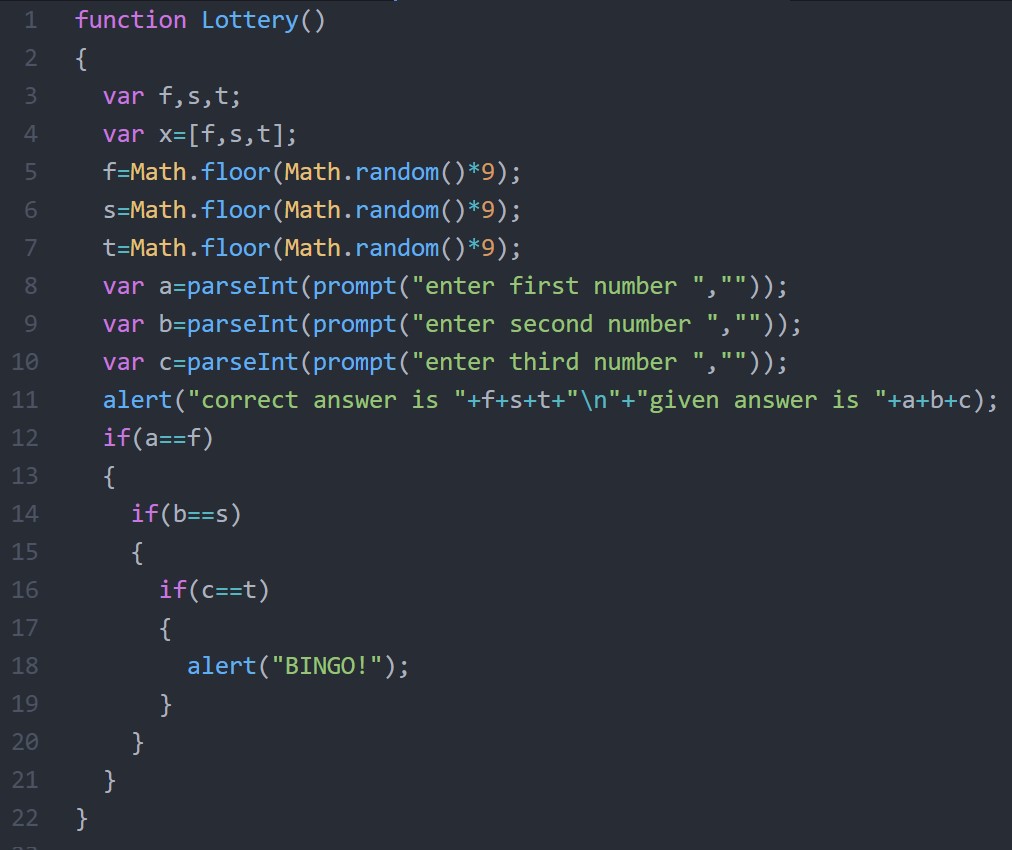 1 function Lottery()
2 {
3 var f,s,t;
4 var x=[f,s,t];
5 f=Math.floor(Math.random()*9);
6 s=Math.floor(Math.random()*9);
7 t=Math.floor(Math.random()*9);
8 var a=parseInt(prompt("enter first number ",""));
9 var b=parseInt(prompt("enter second number ",""));
10 var c=parseInt(prompt("enter third number ",""));
11 alert("correct answer is "+f+s+t+"\n"+"given answer is "+a+b+c);
12 if(a==f)
13 {
14 if(b==s)
15 {
16 if(c==t)
17 {
18 alert("BINGO!");
19 }
20 }
21 }
22 }